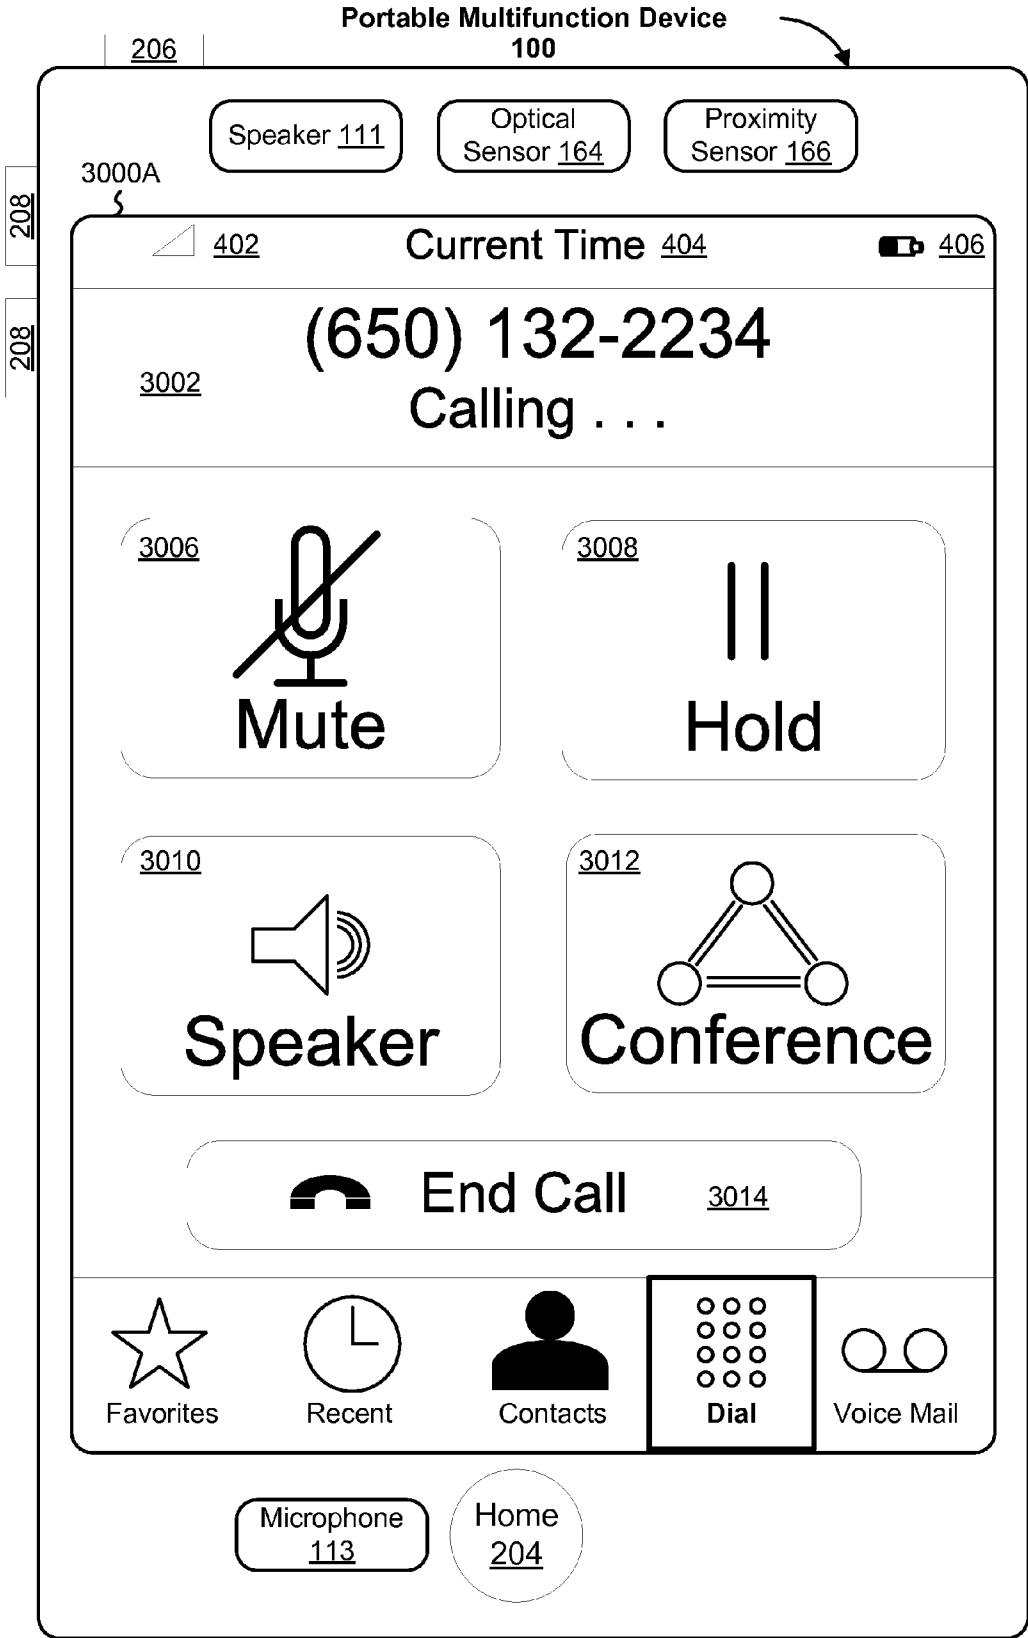 Portable Multifunction Device
100
206
Speaker 111
Optical
Sensor 164
Proximity
Sensor 166
208
3000A
402
Current Time 404
406
208
(650) 132-2234
3002
Calling . . .
3006
Mute
3008
Hold
3010
Speaker
3012
Conference
End Call
3014
Favorites
Recent
Contacts
Dial
Voice Mail
Microphone
113
Home
204